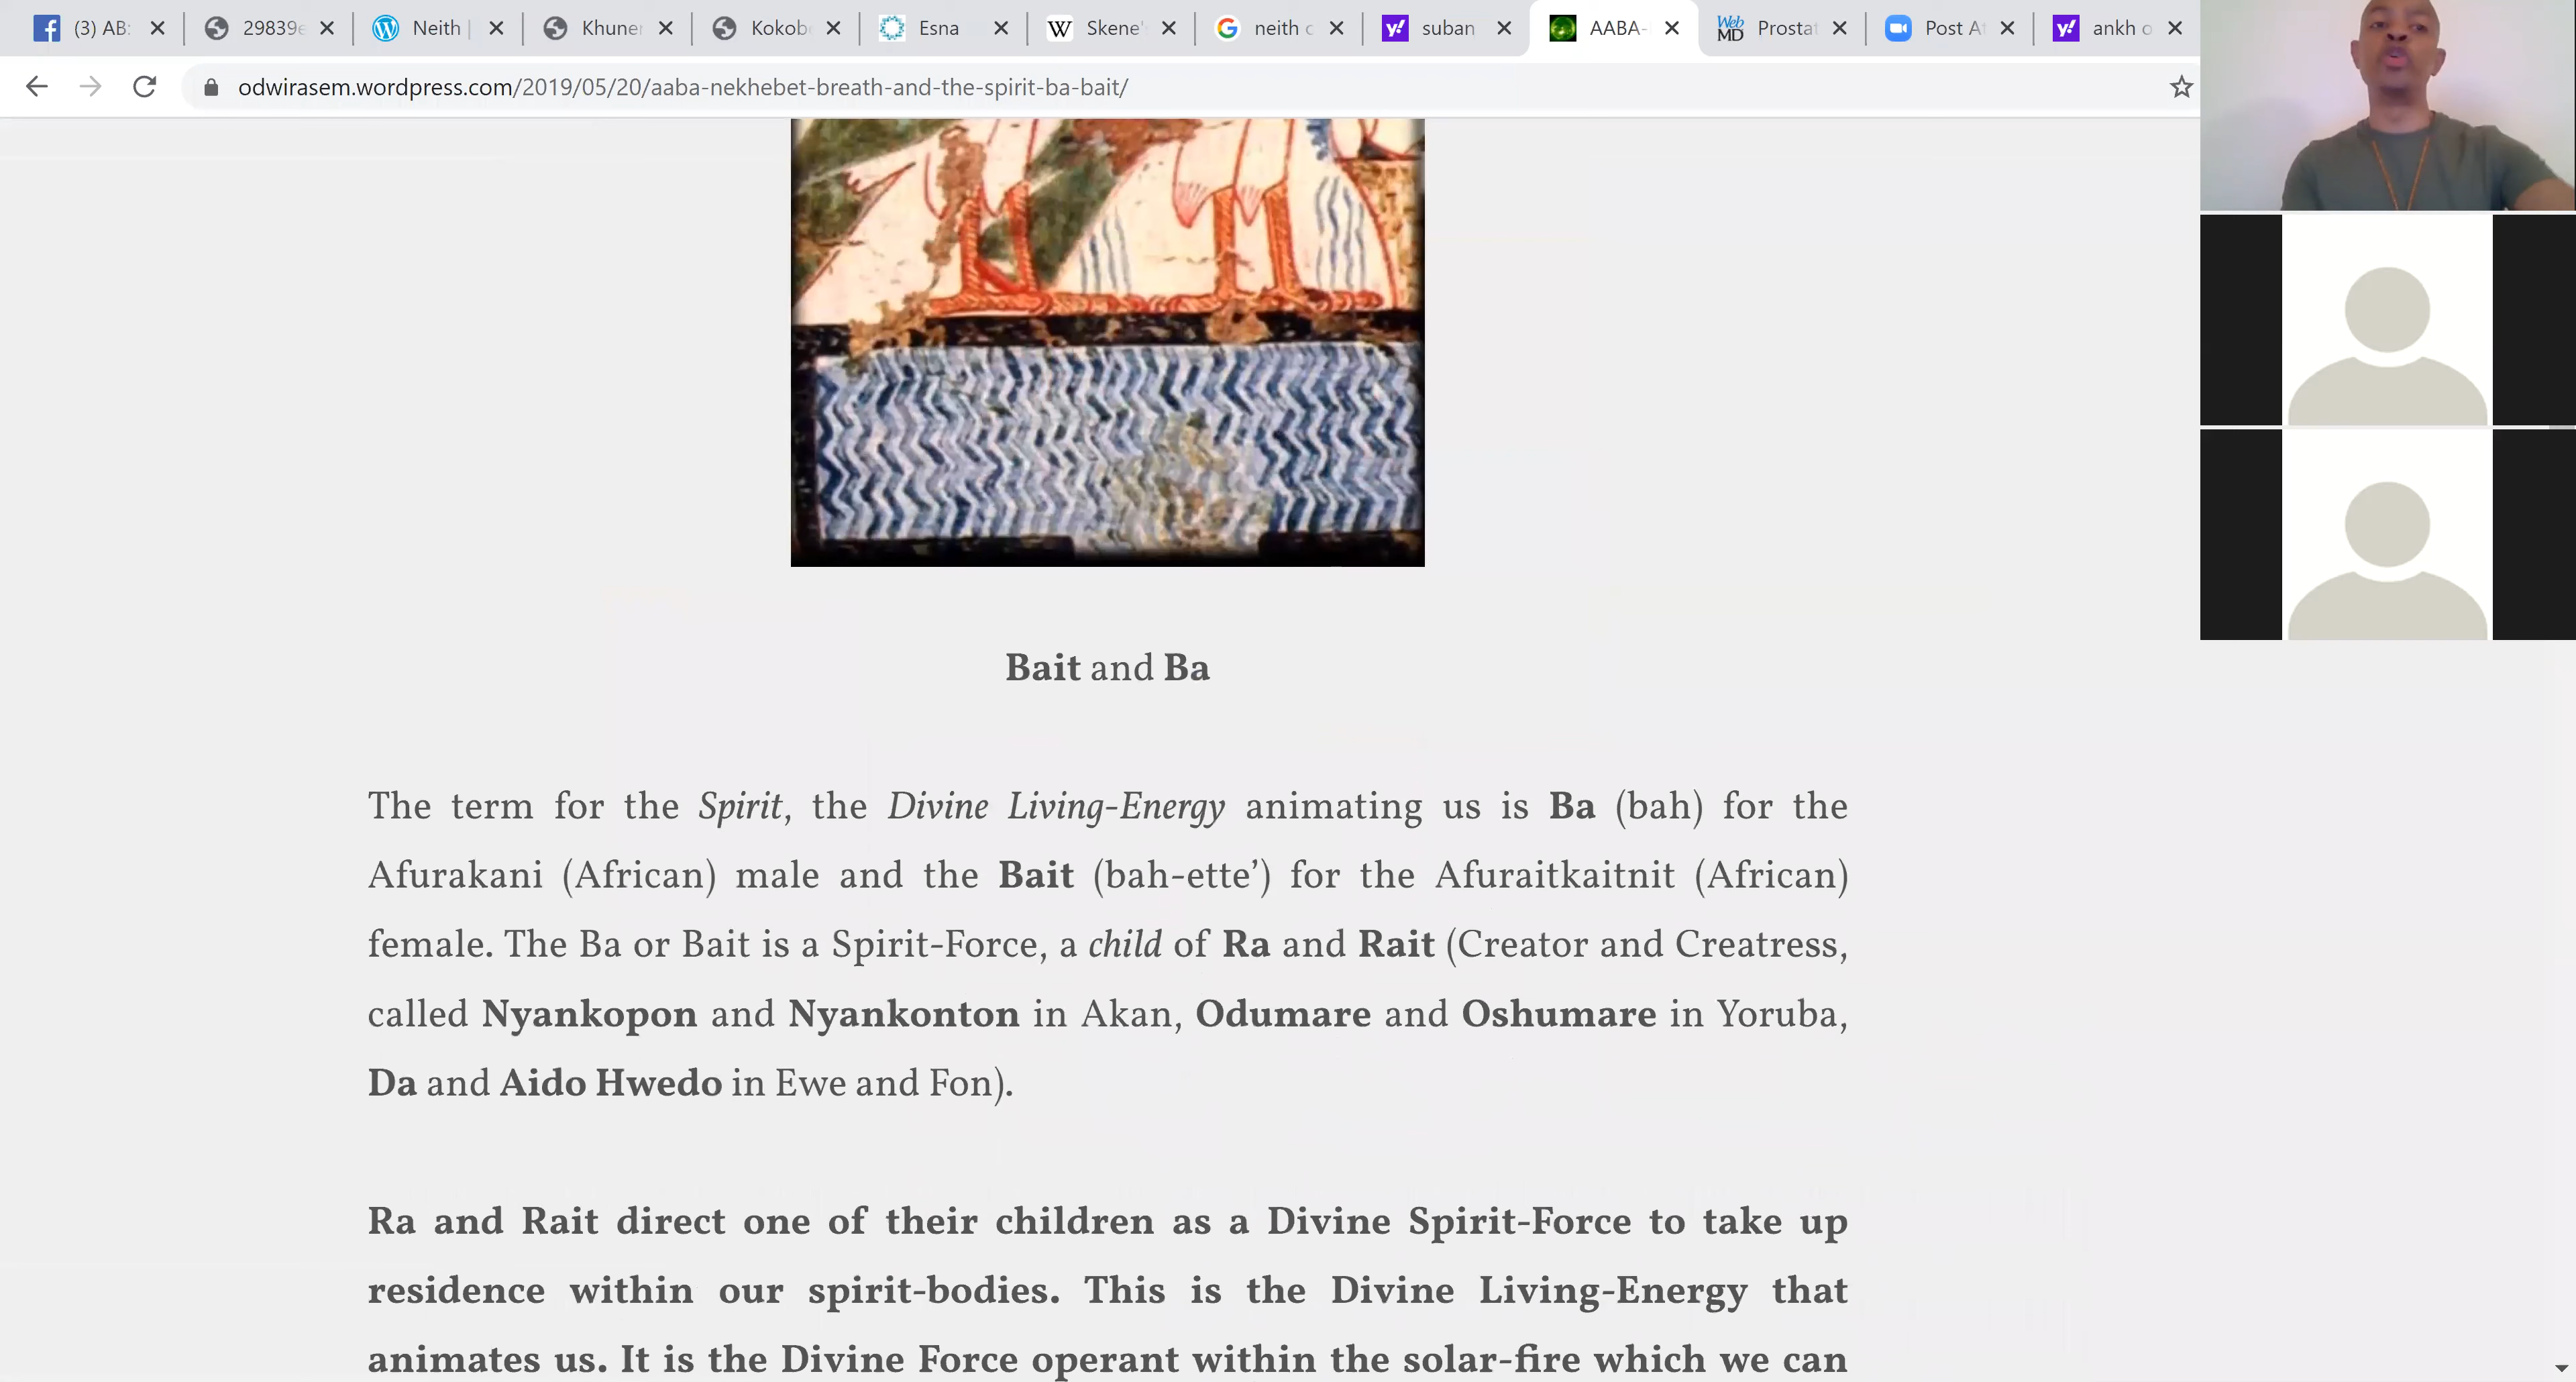 (3) AB:
29839e
Neith |
Khuner
Kokob
Esna
W Skene'
neith c
y! suban
AABA-
Web MD Prostat
Post At
y! ankh o
odwirasem.wordpress.com/2019/05/20/aaba-nekhebet-breath-and-the-spirit-ba-bait/
Bait and Ba
The term for the Spirit, the Divine Living-Energy animating us is Ba (bah) for the
Afurakani (African) male and the Bait (bah-ette’) for the Afuraitkaitnit (African)
female. The Ba or Bait is a Spirit-Force, a child of Ra and Rait (Creator and Creatress,
called Nyankopon and Nyankonton in Akan, Odumare and Oshumare in Yoruba,
Da and Aido Hwedo in Ewe and Fon).
Ra and Rait direct one of their children as a Divine Spirit-Force to take up
residence within our spirit-bodies. This is the Divine Living-Energy that
animates us. It is the Divine Force operant within the solar-fire which we can